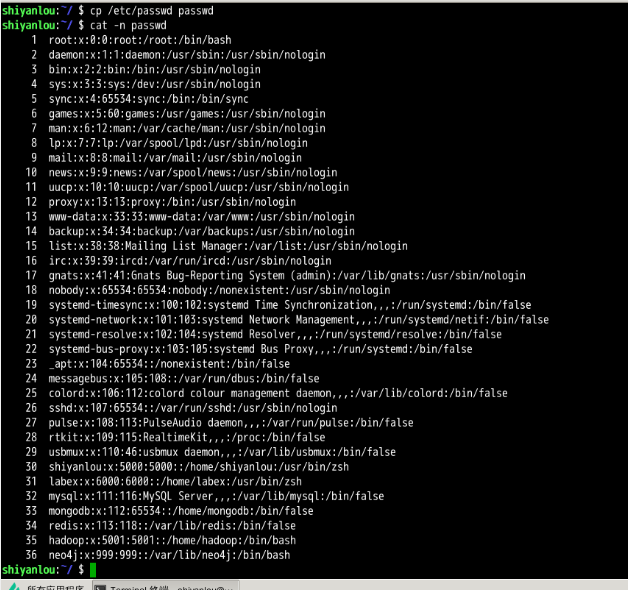 shiyanlou:~/ $ cp /etc/passwd passwd
shiyanlou:~/ $ cat -n passwd
1 root:x:0:0:root:/root:/bin/bash
2 daemon:x:1:1:daemon:/usr/sbin:/usr/sbin/nologin
3 bin:x:2:2:bin:/bin:/usr/sbin/nologin
4 sys:x:3:3:sys:/dev:/usr/sbin/nologin
5 sync:x:4:65534:sync:/bin:/bin/sync
6 games:x:5:60:games:/usr/games:/usr/sbin/nologin
7 man:x:6:12:man:/var/cache/man:/usr/sbin/nologin
8 lp:x:7:7:lp:/var/spool/lpd:/usr/sbin/nologin
9 mail:x:8:8:mail:/var/mail:/usr/sbin/nologin
10 news:x:9:9:news:/var/spool/news:/usr/sbin/nologin
11 uucp:x:10:10:uucp:/var/spool/uucp:/usr/sbin/nologin
12 proxy:x:13:13:proxy:/bin:/usr/sbin/nologin
13 www-data:x:33:33:www-data:/var/www:/usr/sbin/nologin
14 backup:x:34:34:backup:/var/backups:/usr/sbin/nologin
15 list:x:38:38:Mailing List Manager:/var/list:/usr/sbin/nologin
16 irc:x:39:39:ircd:/var/run/ircd:/usr/sbin/nologin
17 gnats:x:41:41:Gnats Bug-Reporting System (admin):/var/lib/gnats:/usr/sbin/nologin
18 nobody:x:65534:65534:nobody:/nonexistent:/usr/sbin/nologin
19 systemd-timesync:x:100:102:systemd Time Synchronization,,,:/run/systemd:/bin/false
20 systemd-network:x:101:103:systemd Network Management,,,:/run/systemd/netif:/bin/false
21 systemd-resolve:x:102:104:systemd Resolver,,,:/run/systemd/resolve:/bin/false
22 systemd-bus-proxy:x:103:105:systemd Bus Proxy,,,:/run/systemd:/bin/false
23 _apt:x:104:65534::/nonexistent:/bin/false
24 messagebus:x:105:108::/var/run/dbus:/bin/false
25 colord:x:106:112:colord colour management daemon,,,:/var/lib/colord:/bin/false
26 sshd:x:107:65534::/var/run/sshd:/usr/sbin/nologin
27 pulse:x:108:113:PulseAudio daemon,,,:/var/run/pulse:/bin/false
28 rtkit:x:109:115:RealtimeKit,,,:/proc:/bin/false
29 usbmux:x:110:46:usbmux daemon,,,:/var/lib/usbmux:/bin/false
30 shiyanlou:x:5000:5000::/home/shiyanlou:/usr/bin/zsh
31 labex:x:6000:6000::/home/labex:/usr/bin/zsh
32 mysql:x:111:116:MySQL Server,,,:/var/lib/mysql:/bin/false
33 mongodb:x:112:65534::/home/mongodb:/bin/false
34 redis:x:113:118::/var/lib/redis:/bin/false
35 hadoop:x:5001:5001::/home/hadoop:/bin/bash
36 neo4j:x:999:999::/var/lib/neo4j:/bin/bash
shiyanlou:~/ $
所有应用程序 Terminal 终端